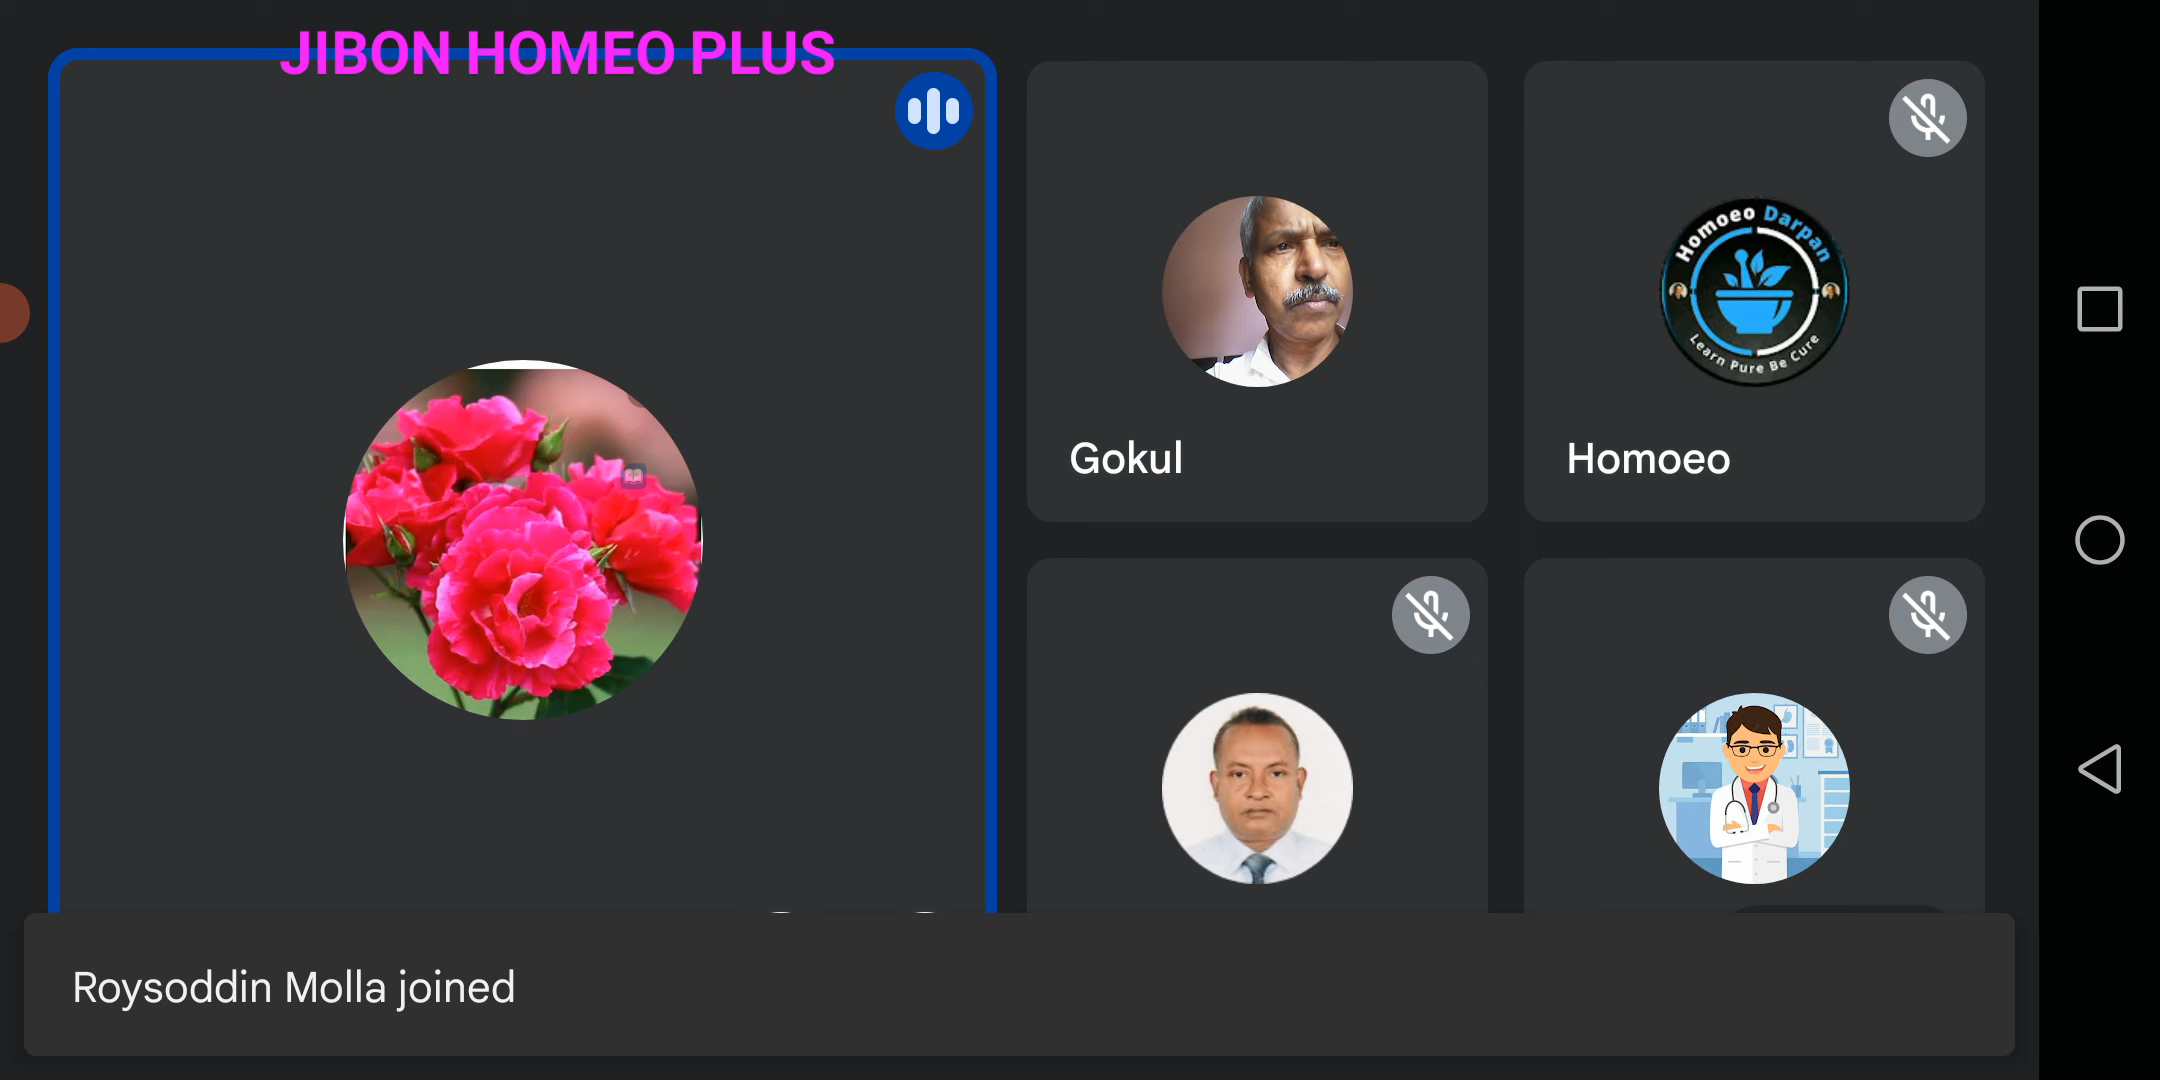 JIBON HOMEO PLUS
Homoeo Darpan
Learn Pure Be Cure
Gokul
Homoeo
Roysoddin Molla joined